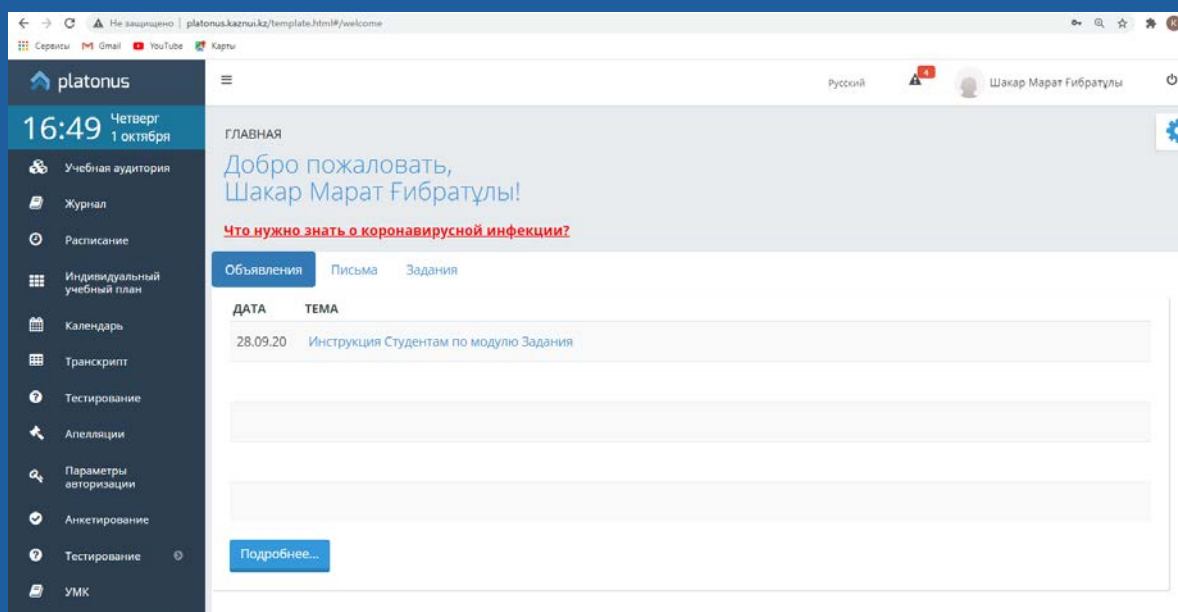 Не защищено | platonus.kaznui.kz/template.html#/welcome
Сервисы Gmail YouTube Карты
platonus
Русский 4 Шакар Марат Ғибратұлы
16:49 Четверг
1 октября
Учебная аудитория
Журнал
Расписание
Индивидуальный
учебный план
Календарь
Транскрипт
Тестирование
Апелляции
Параметры
авторизации
Анкетирование
Тестирование
УМК
ГЛАВНАЯ
Добро пожаловать,
Шакар Марат Ғибратұлы!
Что нужно знать о коронавирусной инфекции?
Объявления Письма Задания
ДАТА ТЕМА
28.09.20 Инструкция Студентам по модулю Задания
Подробнее...